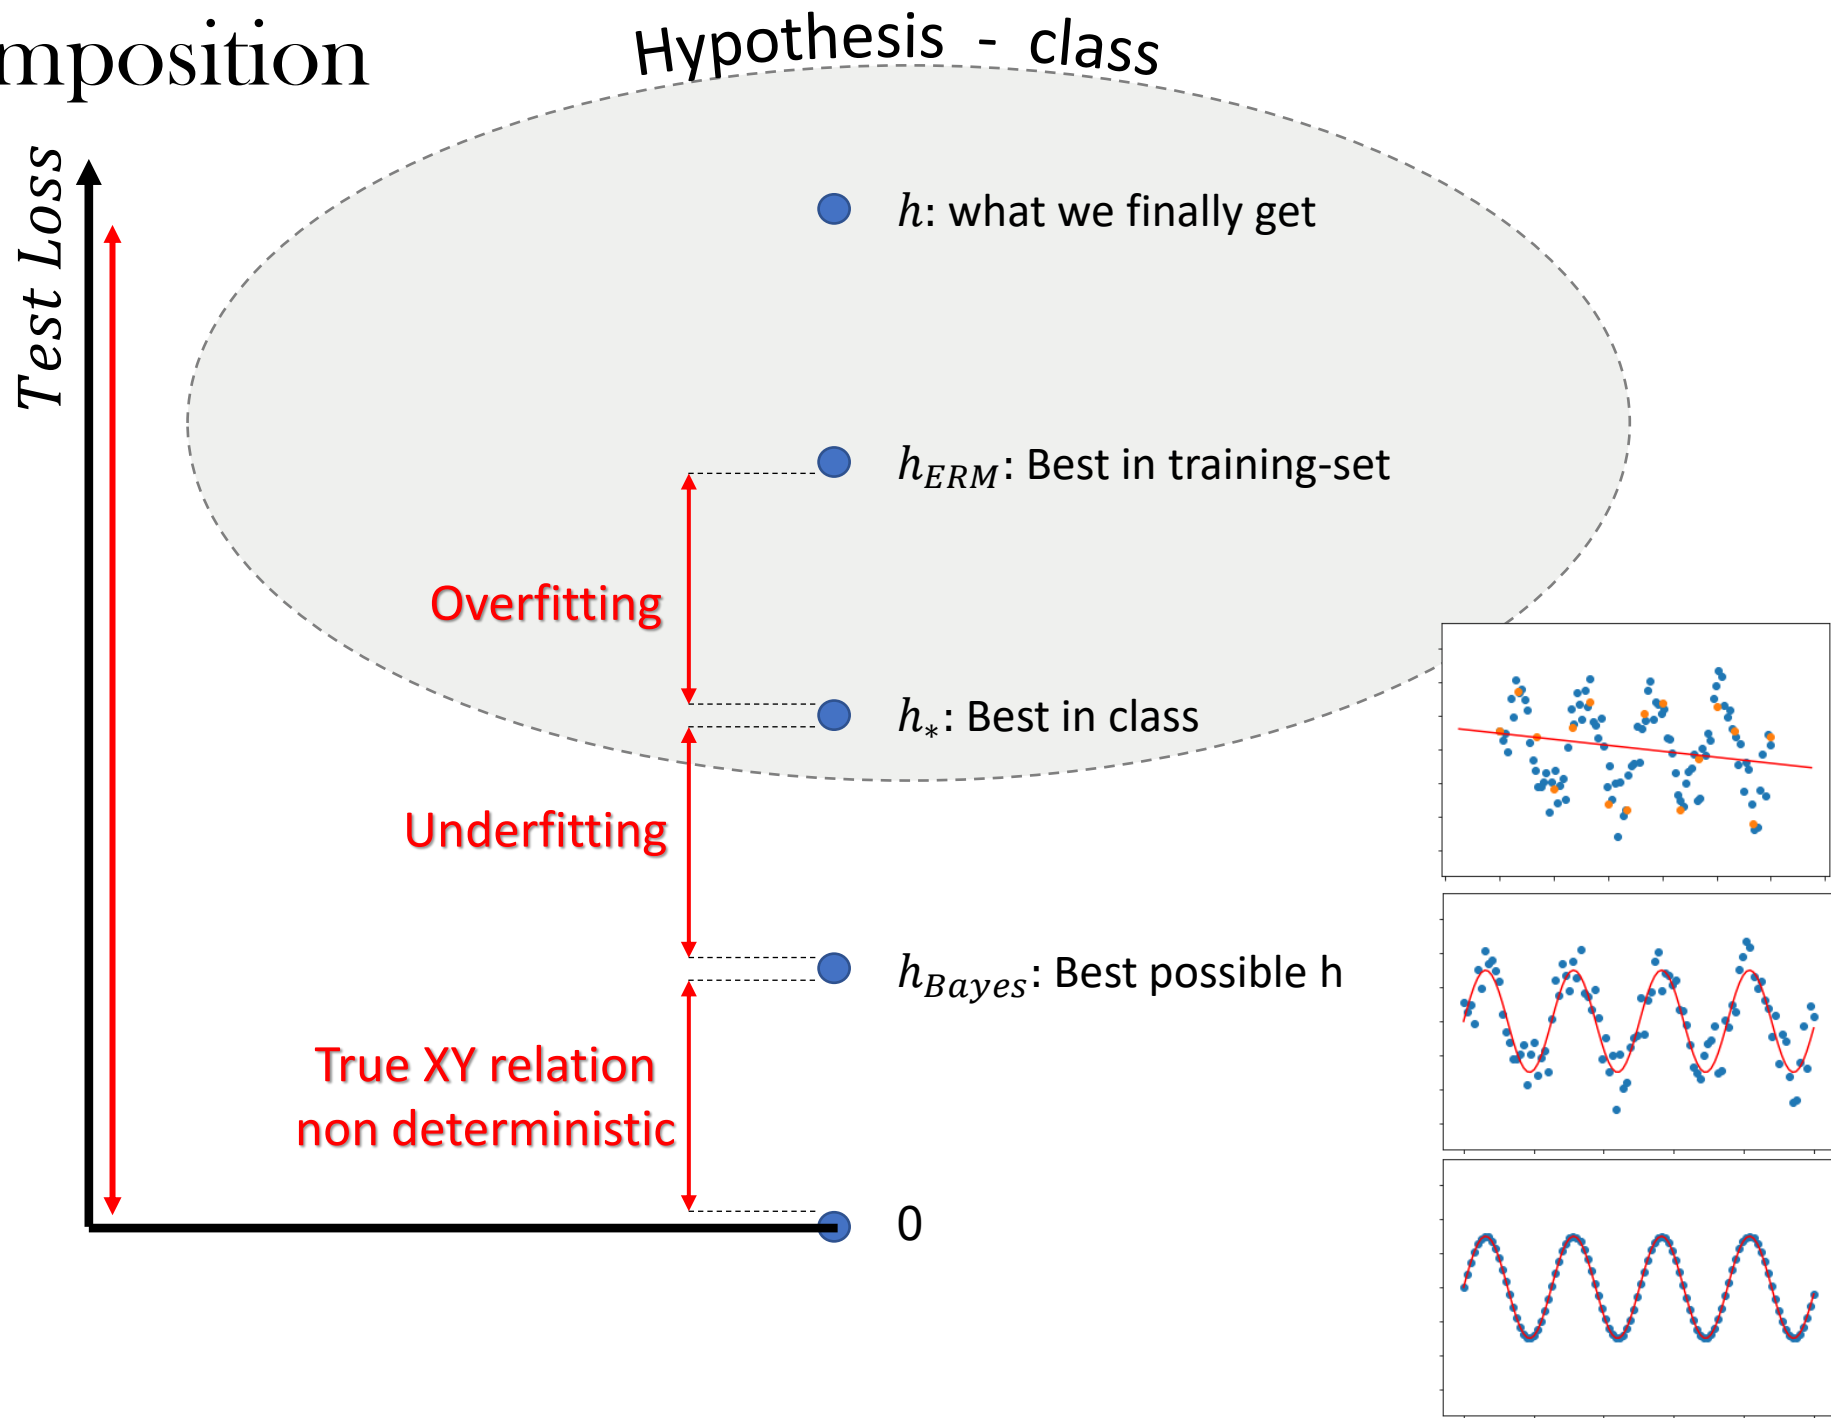 mposition
Hypothesis - class
Test Loss
h: what we finally get
h_ERM: Best in training-set
Overfitting
h_*: Best in class
Underfitting
h_Bayes: Best possible h
True XY relation
non deterministic
0